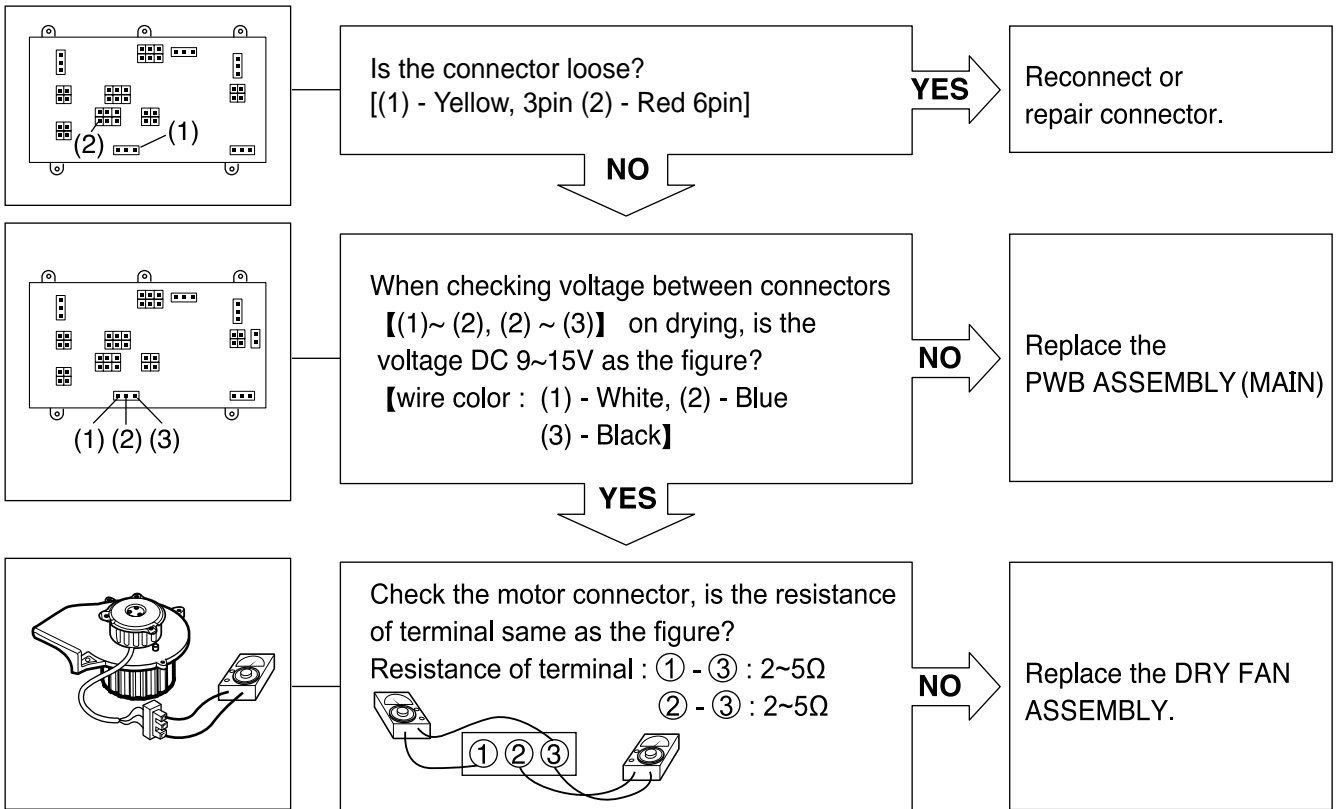 (1)
(2)
Is the connector loose?
[(1) - Yellow, 3pin (2) - Red 6pin]
YES
Reconnect or
repair connector.
NO
(1) (2) (3)
When checking voltage between connectors
【(1)~ (2), (2) ~ (3)】 on drying, is the
voltage DC 9~15V as the figure?
【wire color : (1) - White, (2) - Blue
(3) - Black】
NO
Replace the
PWB ASSEMBLY (MAIN)
YES
Check the motor connector, is the resistance
of terminal same as the figure?
Resistance of terminal : ① - ③ : 2~5Ω
② - ③ : 2~5Ω
① ② ③
NO
Replace the DRY FAN
ASSEMBLY.